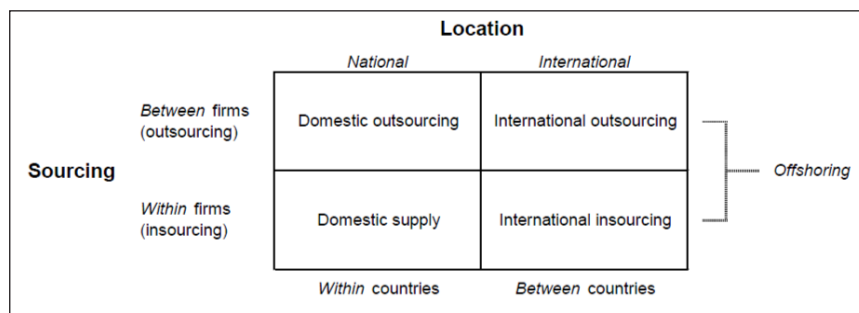 Location
National International
Between firms
(outsourcing)
Domestic outsourcing International outsourcing
Sourcing
Offshoring
Within firms
(insourcing)
Domestic supply International insourcing
Within countries Between countries